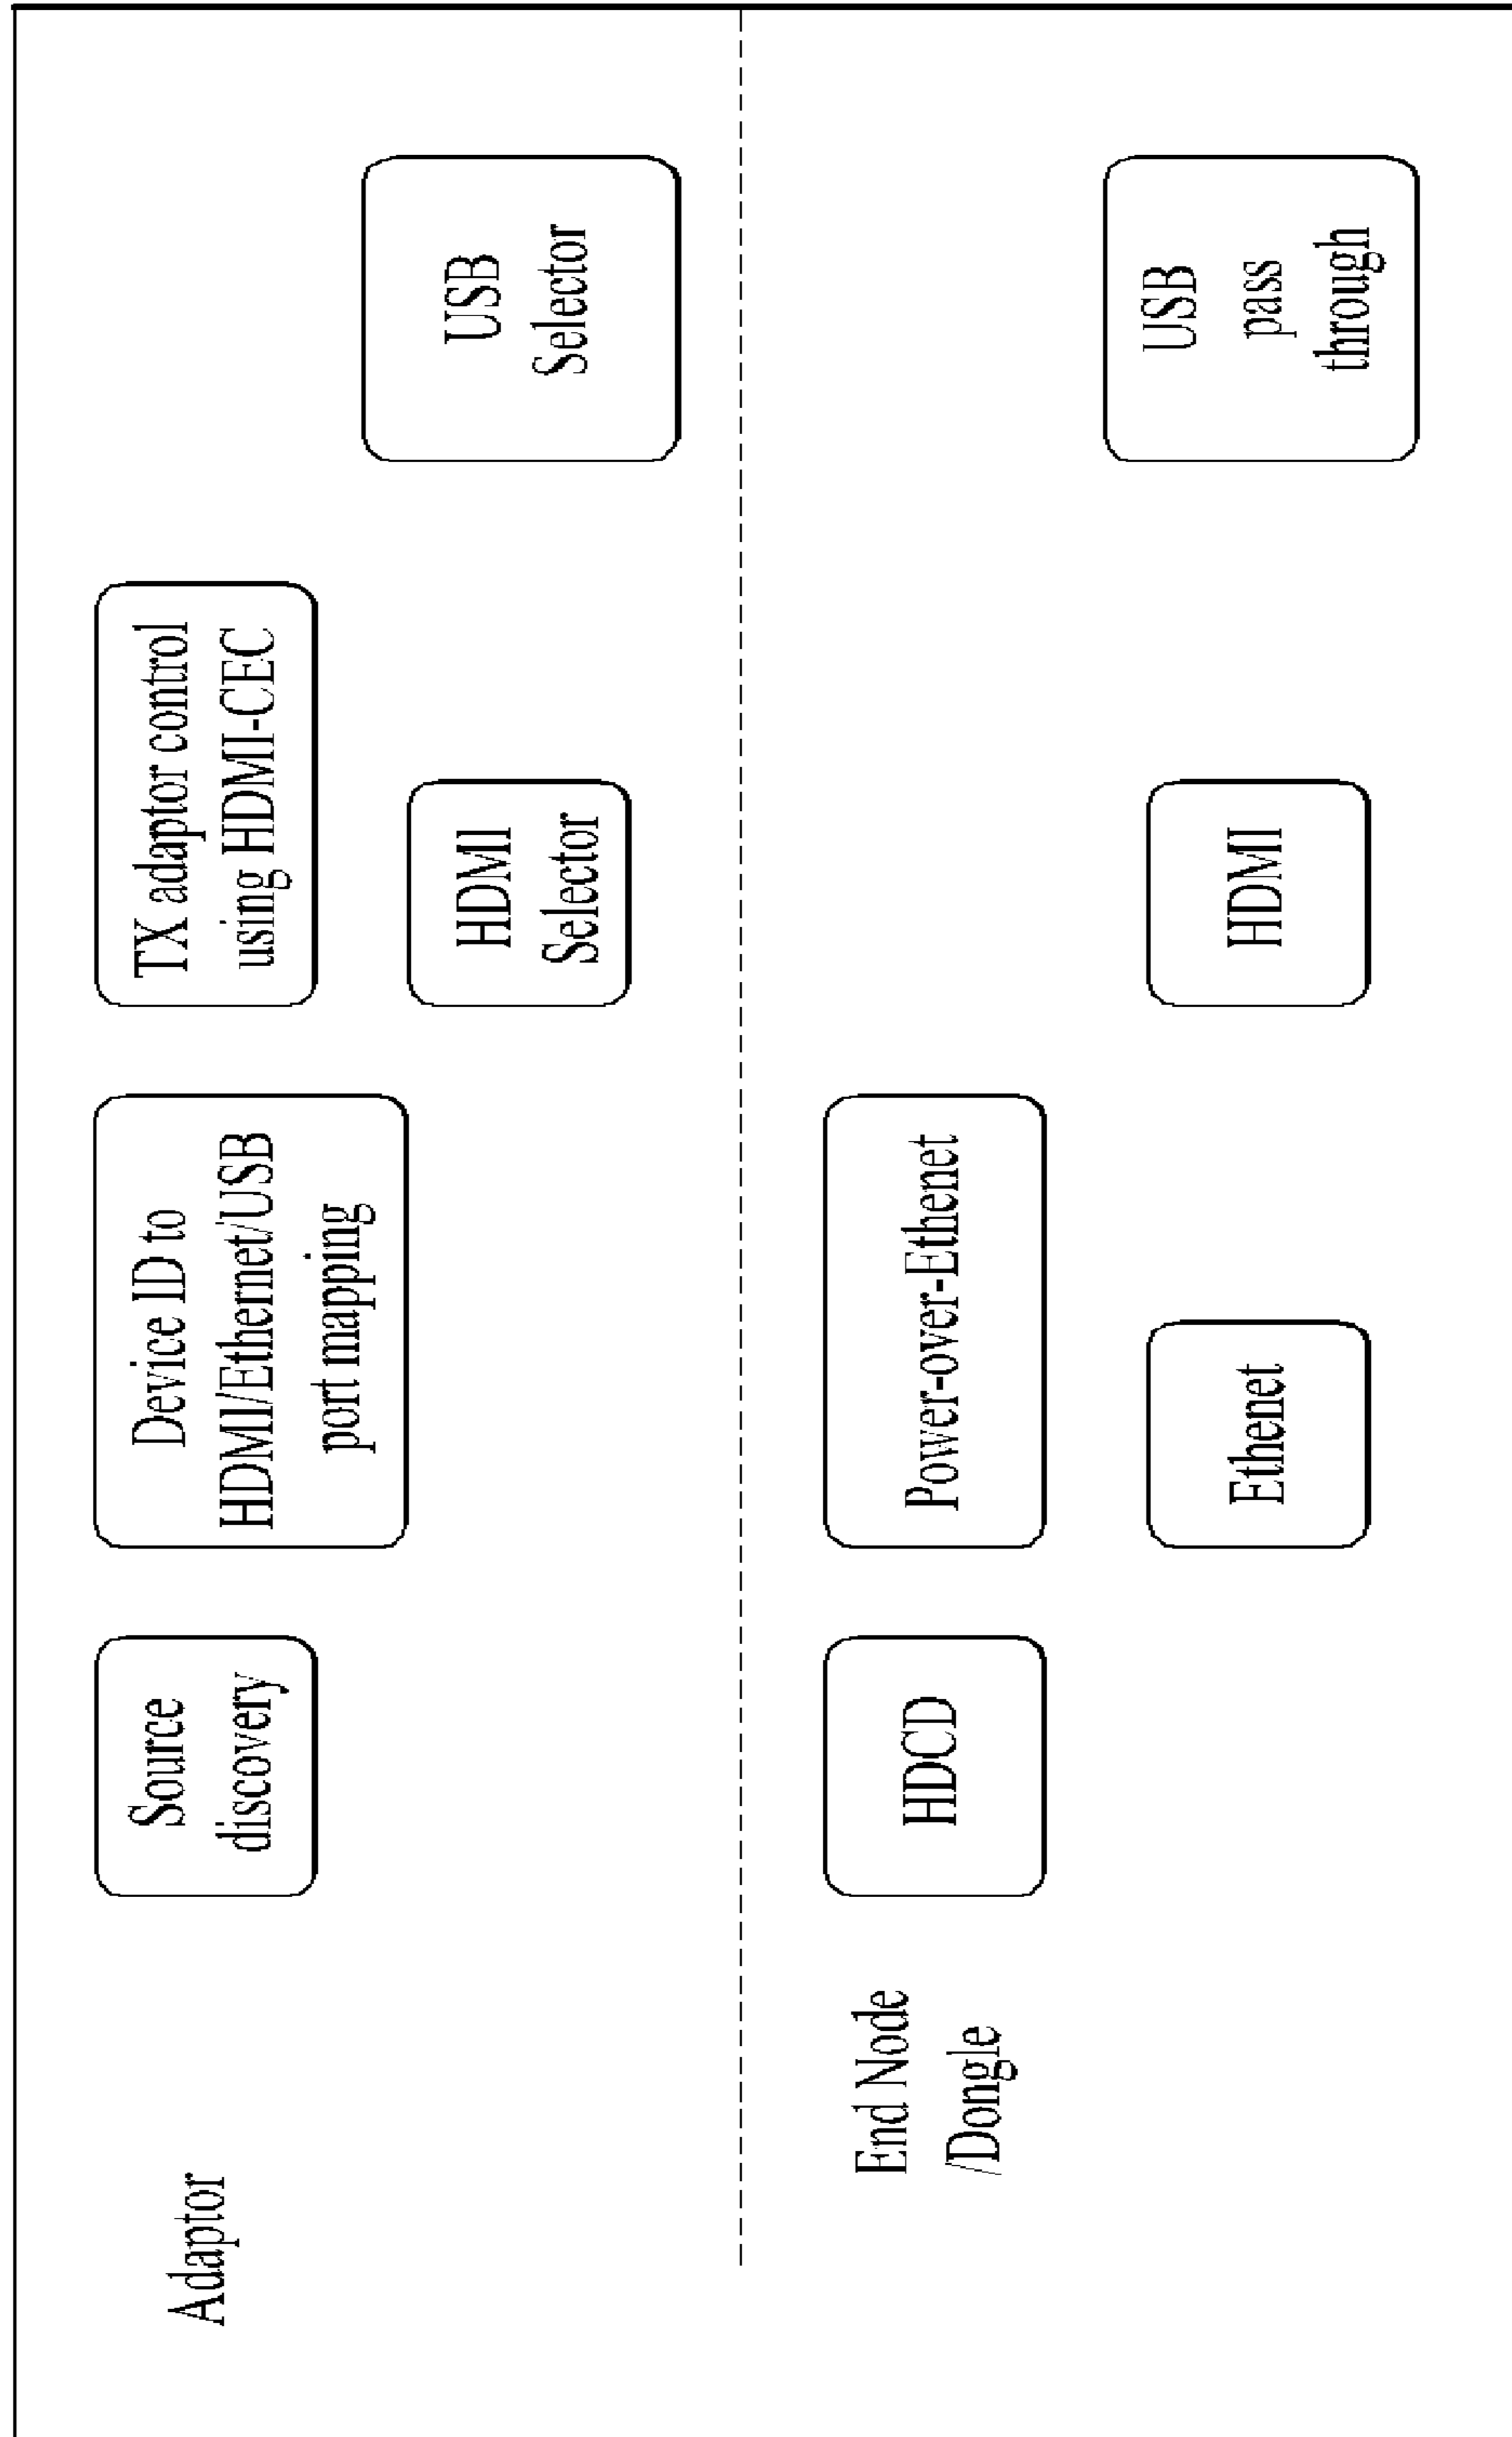 Adaptor
Source
discovery
Device ID to
HDMI/Ethernet/USB
port mapping
TX adaptor control
using HDMI-CEC
HDMI
Selector
USB
Selector
End Node
/Dongle
HDCD
Power-over-Ethenet
Ethenet
HDMI
USB
pass
through